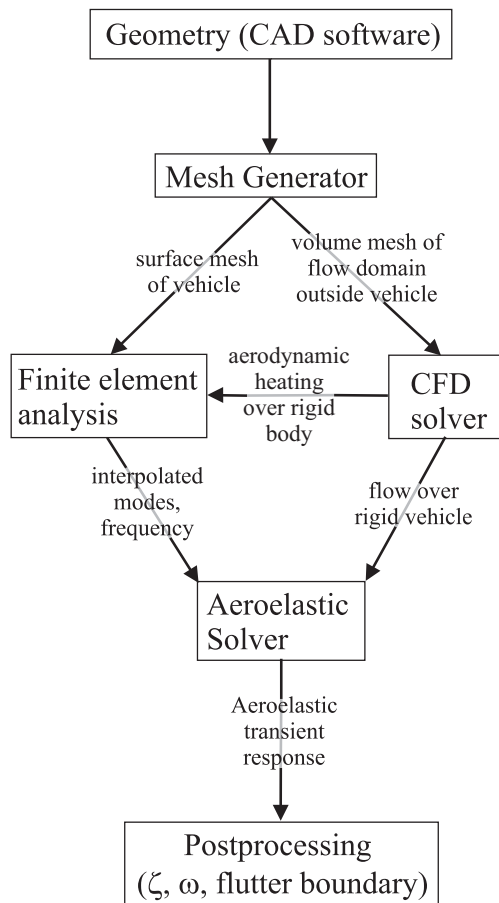 Geometry (CAD software)
Mesh Generator
surface mesh
of vehicle
volume mesh of
flow domain
outside vehicle
Finite element
analysis
aerodynamic
heating
over rigid
body
CFD
solver
interpolated
modes,
frequency
flow over
rigid vehicle
Aeroelastic
Solver
Aeroelastic
transient
response
Postprocessing
(ζ, ω, flutter boundary)